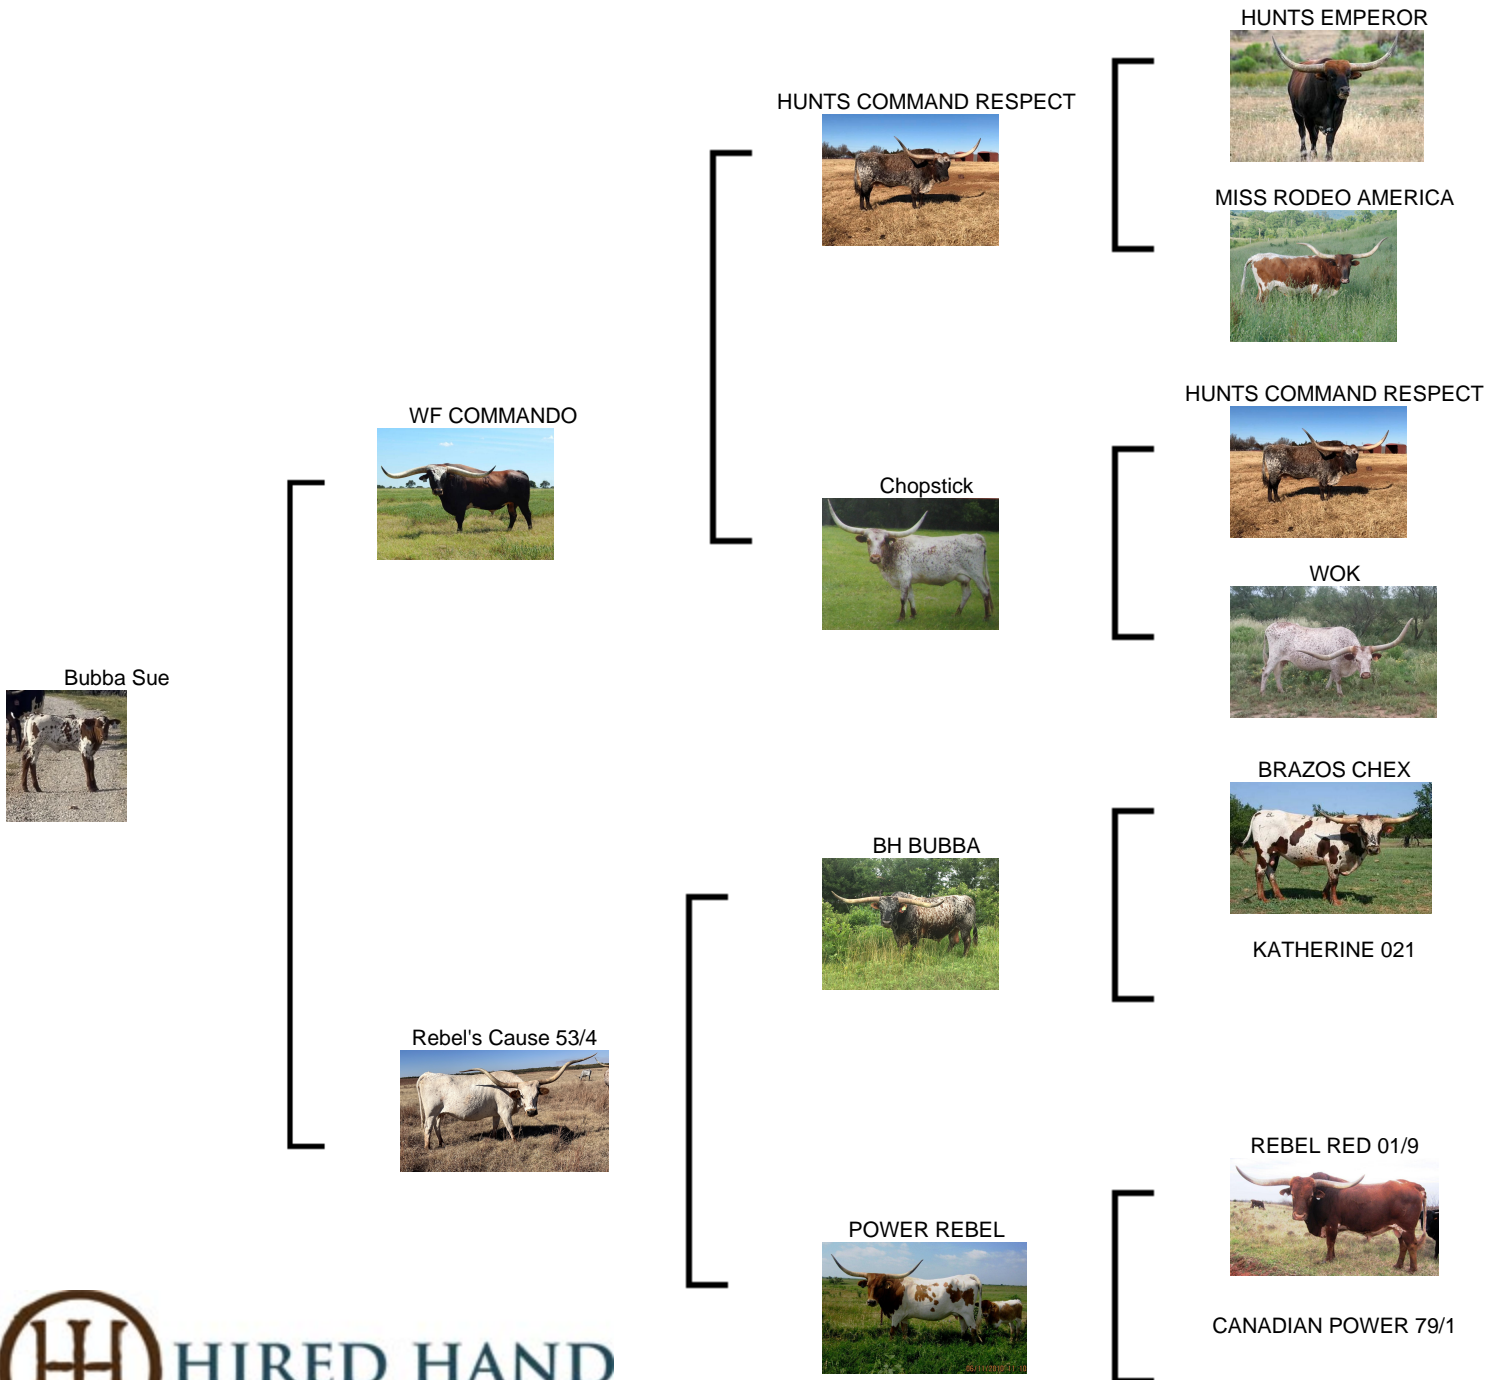 HUNTS EMPEROR
HUNTS COMMAND RESPECT
MISS RODEO AMERICA
HUNTS COMMAND RESPECT
WF COMMANDO
Chopstick
WOK
Bubba Sue
BRAZOS CHEX
BH BUBBA
KATHERINE 021
Rebel's Cause 53/4
REBEL RED 01/9
POWER REBEL
CANADIAN POWER 79/1
HIRED HAND